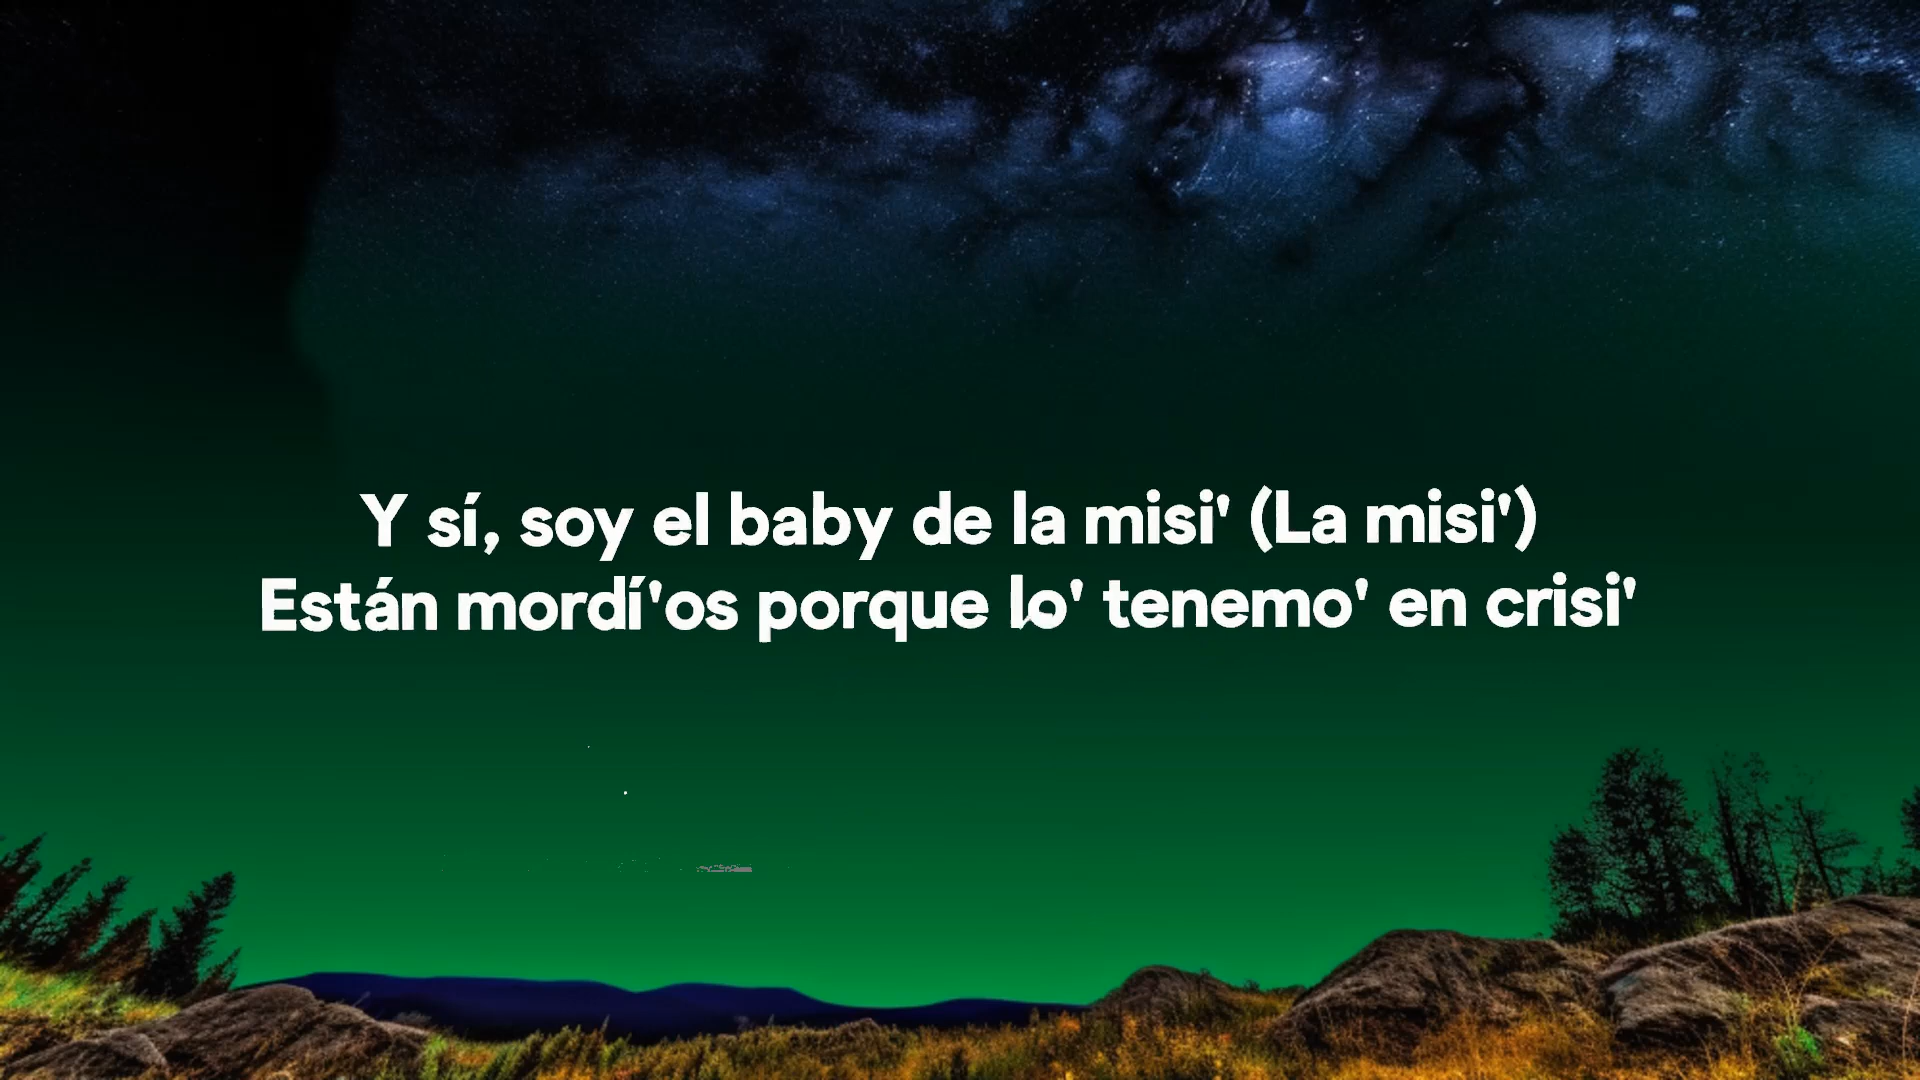 Y sí, soy el baby de la misi' (La misi')
Están mordí'os porque lo' tenemo' en crisi'